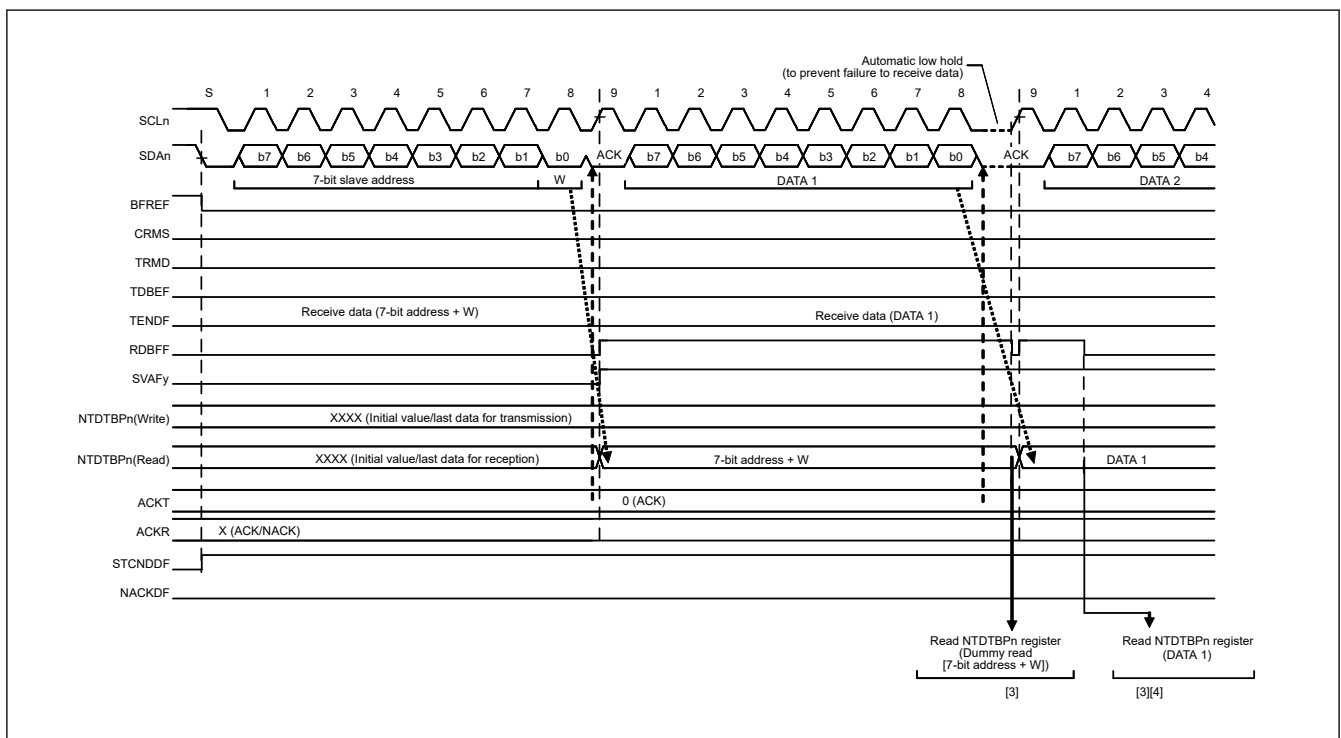 Automatic low hold
(to prevent failure to receive data)
S 1 2 3 4 5 6 7 8 9 1 2 3 4 5 6 7 8 9 1 2 3 4
SCLn
SDAn b7 b6 b5 b4 b3 b2 b1 b0 ACK b7 b6 b5 b4 b3 b2 b1 b0 ACK b7 b6 b5 b4
7-bit slave address W DATA 1 DATA 2
BFREF
CRMS
TRMD
TDBEF
Receive data (7-bit address + W) Receive data (DATA 1)
TENDF
RDBFF
SVAFy
NTDTBPn(Write) XXXX (Initial value/last data for transmission)
NTDTBPn(Read) XXXX (Initial value/last data for reception) 7-bit address + W DATA 1
ACKT 0 (ACK)
ACKR X (ACK/NACK)
STCNDDF
NACKDF
Read NTDTBPn register
(Dummy read
[7-bit address + W])
[3]
Read NTDTBPn register
(DATA 1)
[3][4]